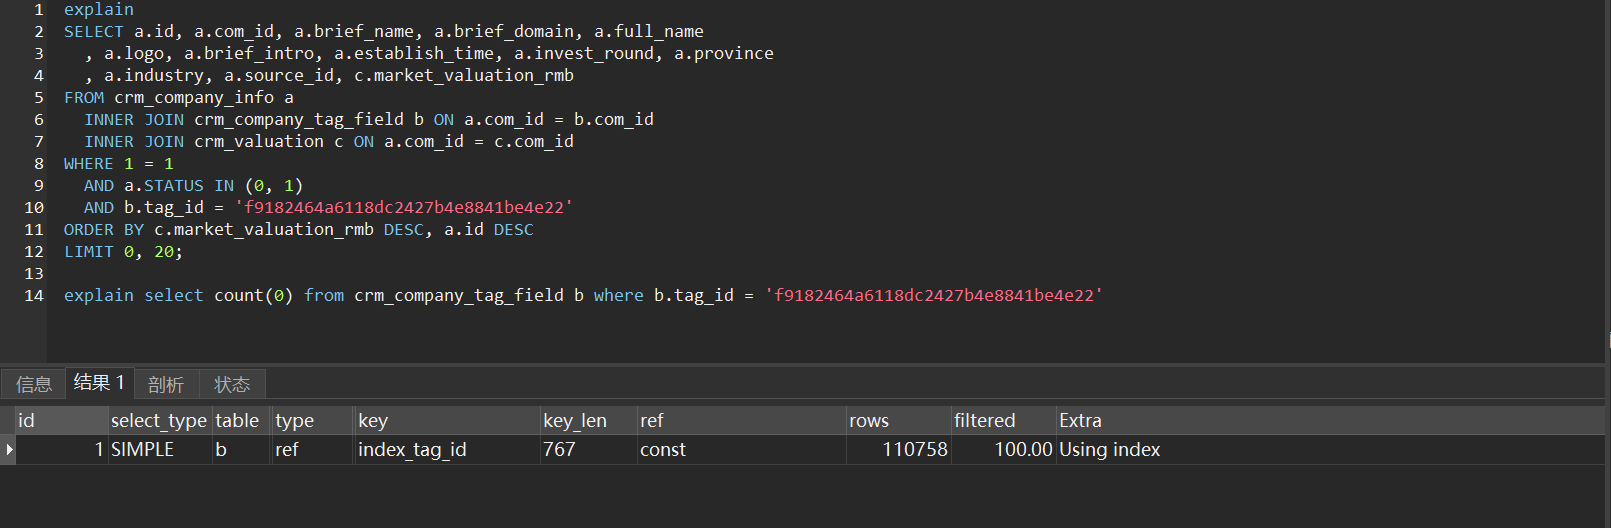 1 explain
2 SELECT a.id, a.com_id, a.brief_name, a.brief_domain, a.full_name
3 , a.logo, a.brief_intro, a.establish_time, a.invest_round, a.province
4 , a.industry, a.source_id, c.market_valuation_rmb
5 FROM crm_company_info a
6 INNER JOIN crm_company_tag_field b ON a.com_id = b.com_id
7 INNER JOIN crm_valuation c ON a.com_id = c.com_id
8 WHERE 1 = 1
9 AND a.STATUS IN (0, 1)
10 AND b.tag_id = 'f9182464a6118dc2427b4e8841be4e22'
11 ORDER BY c.market_valuation_rmb DESC, a.id DESC
12 LIMIT 0, 20;
13
14 explain select count(0) from crm_company_tag_field b where b.tag_id = 'f9182464a6118dc2427b4e8841be4e22'
信息 结果 1 剖析 状态
id select_type table type key key_len ref rows filtered Extra
1 SIMPLE b ref index_tag_id 767 const 110758 100.00 Using index